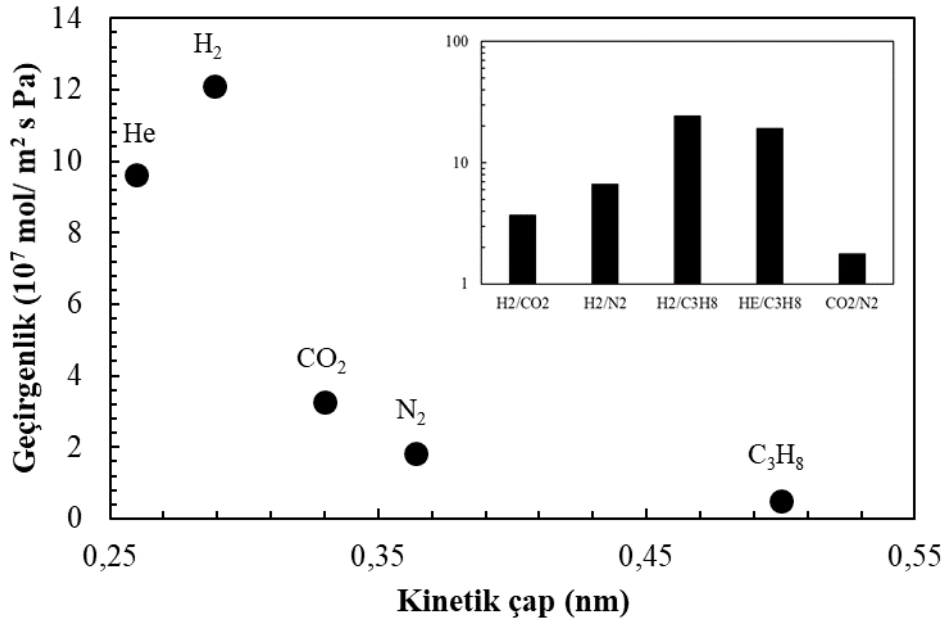 Geçirgenlik (10⁷ mol/ m² s Pa)
14
12
10
8
6
4
2
0
H₂
He
CO₂
N₂
C₃H₈
100
10
1
H2/CO2 H2/N2 H2/C3H8 HE/C3H8 CO2/N2
0,25 0,35 0,45 0,55
Kinetik çap (nm)